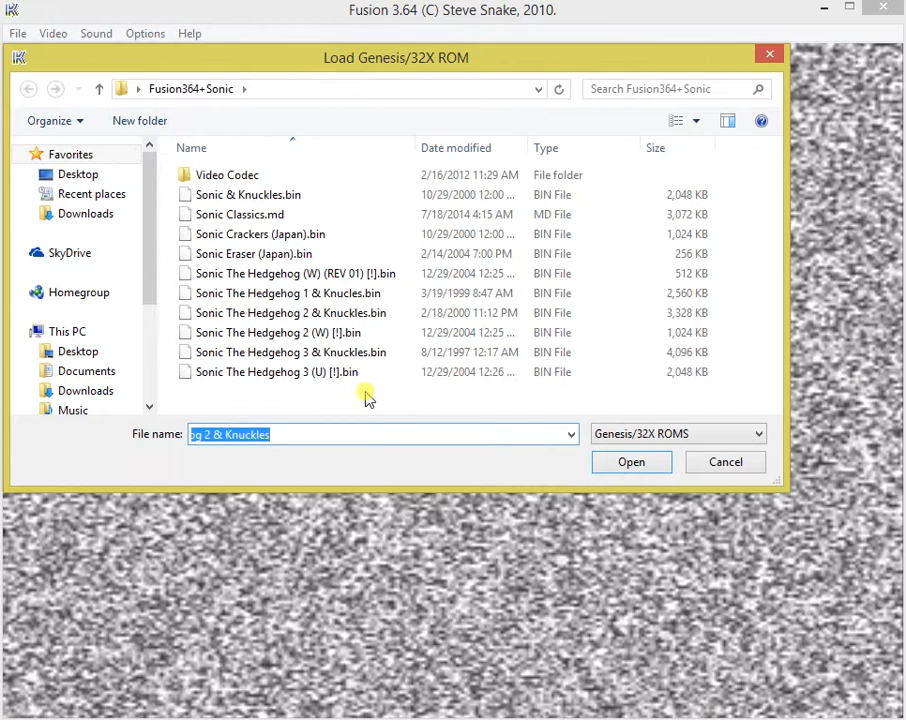 Fusion 3.64 (C) Steve Snake, 2010.
File Video Sound Options Help
Load Genesis/32X ROM
Fusion364+Sonic
Search Fusion364+Sonic
Organize New folder
Name Date modified Type Size
Favorites
Desktop
Recent places
Downloads
SkyDrive
Homegroup
This PC
Desktop
Documents
Downloads
Music
Video Codec 2/16/2012 11:29 AM File folder
Sonic & Knuckles.bin 10/29/2000 12:00 ... BIN File 2,048 KB
Sonic Classics.md 7/18/2014 4:15 AM MD File 3,072 KB
Sonic Crackers (Japan).bin 10/29/2000 12:00 ... BIN File 1,024 KB
Sonic Eraser (Japan).bin 2/14/2004 7:00 PM BIN File 256 KB
Sonic The Hedgehog (W) (REV 01) [!].bin 12/29/2004 12:25 ... BIN File 512 KB
Sonic The Hedgehog 1 & Knucles.bin 3/19/1999 8:47 AM BIN File 2,560 KB
Sonic The Hedgehog 2 & Knuckles.bin 2/18/2000 11:12 PM BIN File 3,328 KB
Sonic The Hedgehog 2 (W) [!].bin 12/29/2004 12:25 ... BIN File 1,024 KB
Sonic The Hedgehog 3 & Knuckles.bin 8/12/1997 12:17 AM BIN File 4,096 KB
Sonic The Hedgehog 3 (U) [!].bin 12/29/2004 12:26 ... BIN File 2,048 KB
File name: og 2 & Knuckles Genesis/32X ROMS
Open Cancel